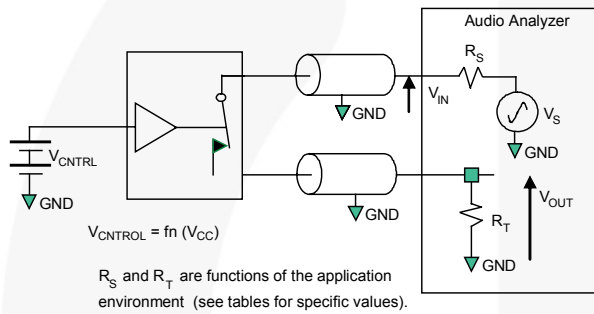 Audio Analyzer
R_S
GND
V_IN
V_S
GND
V_CNTRL
GND
GND
V_OUT
R_T
GND
V_CNTROL = fn (V_CC)
R_S and R_T are functions of the application
environment (see tables for specific values).